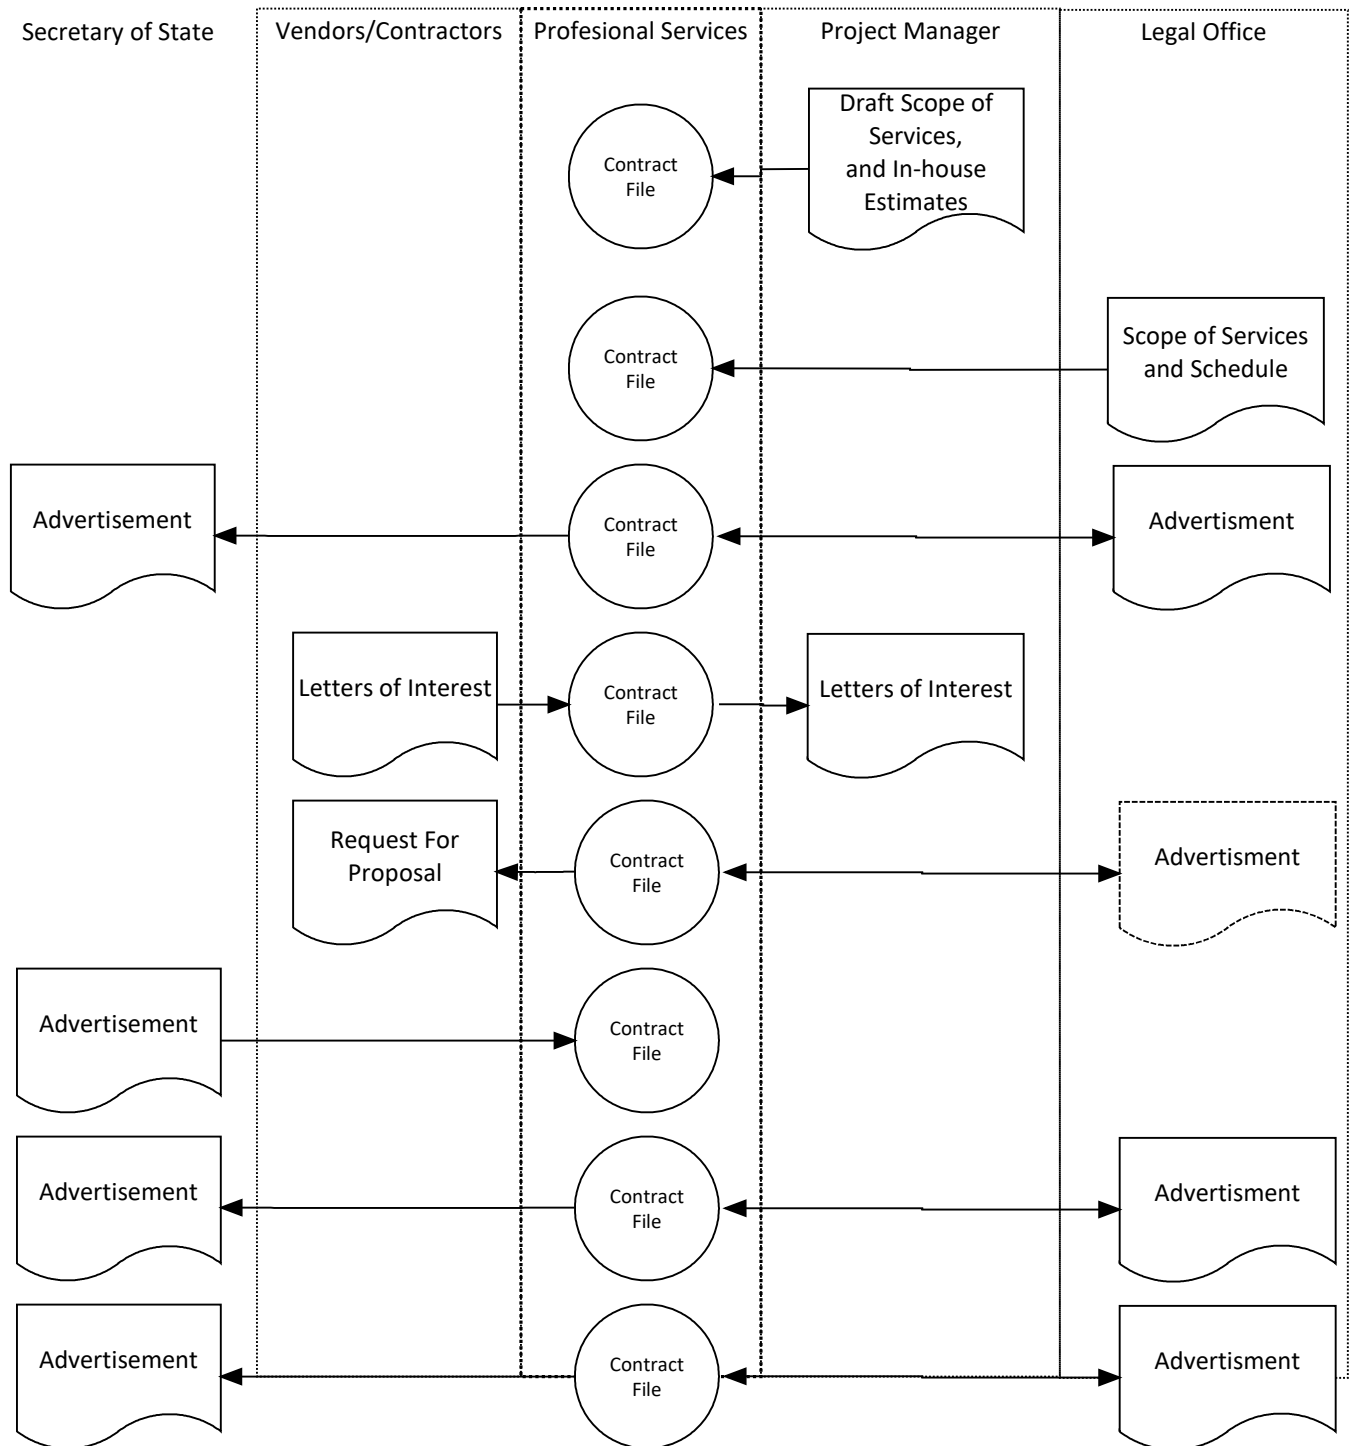 Secretary of State
Vendors/Contractors
Profesional Services
Project Manager
Legal Office
Contract
File
Draft Scope of
Services,
and In-house
Estimates
Contract
File
Scope of Services
and Schedule
Advertisement
Contract
File
Advertisment
Letters of Interest
Contract
File
Letters of Interest
Request For
Proposal
Contract
File
Advertisment
Advertisement
Contract
File
Advertisement
Contract
File
Advertisment
Advertisement
Contract
File
Advertisment